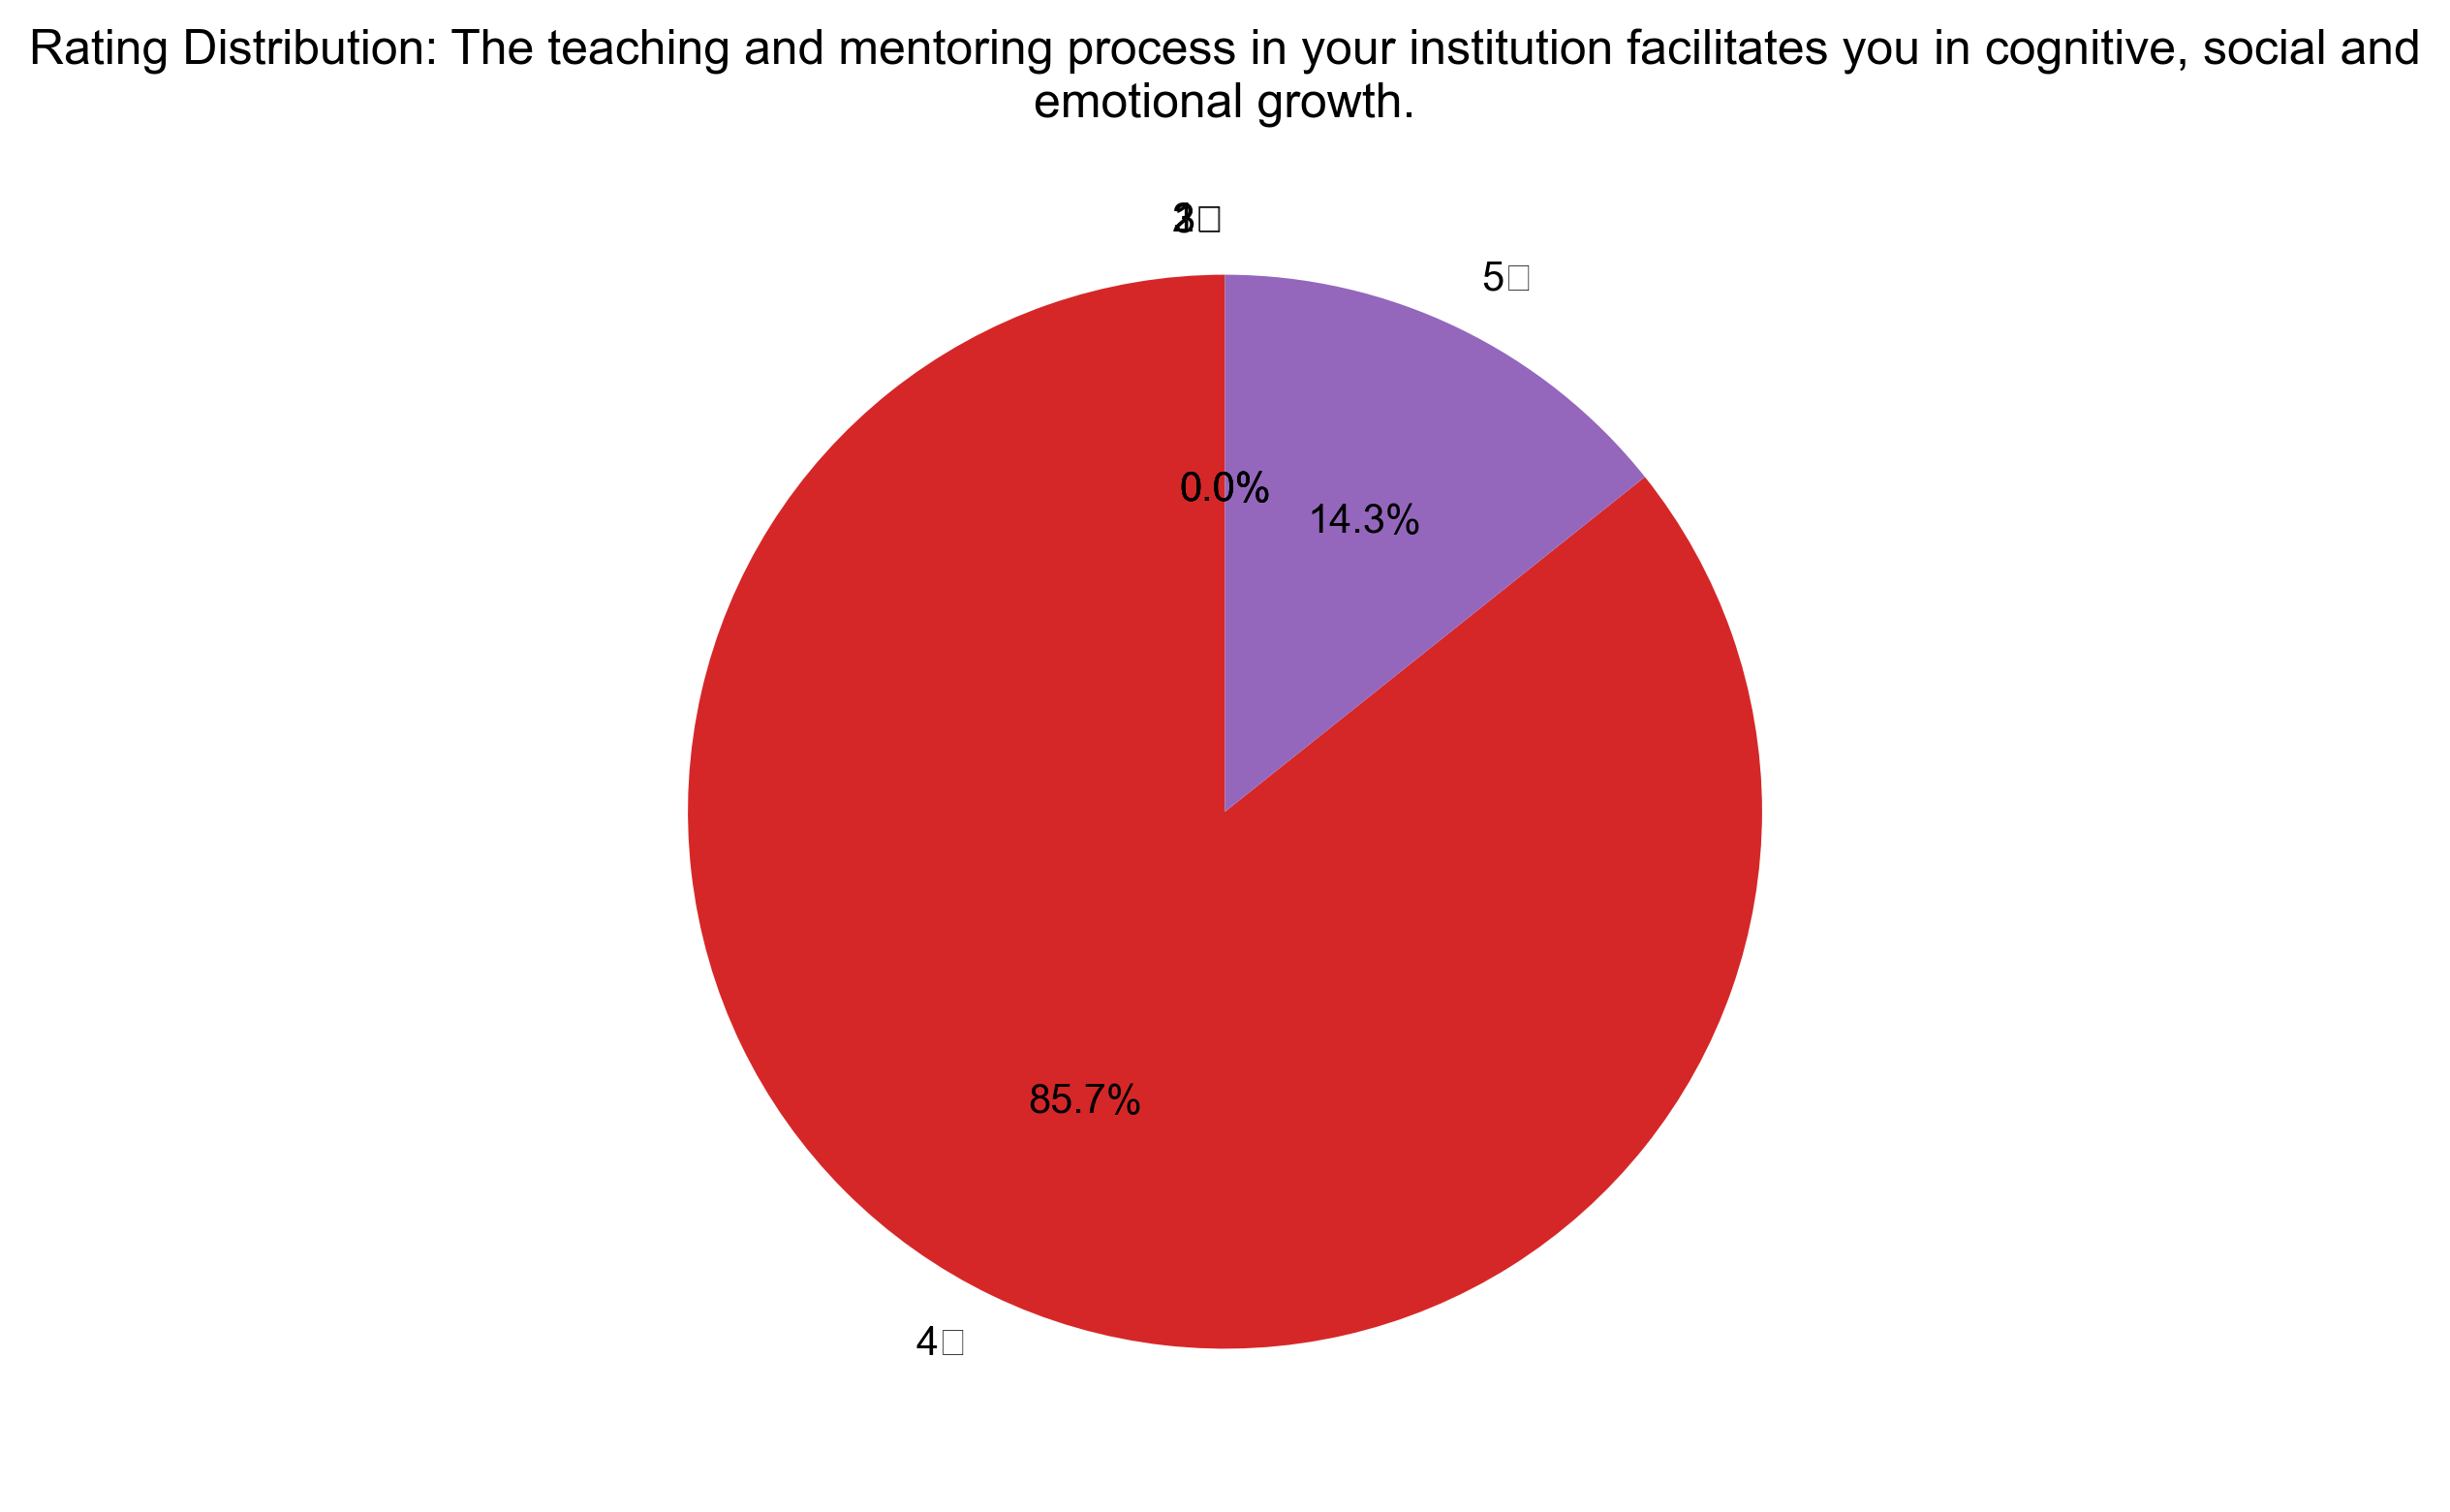 Rating Distribution: The teaching and mentoring process in your institution facilitates you in cognitive, social and
emotional growth.
5□
0.0%
14.3%
85.7%
4□